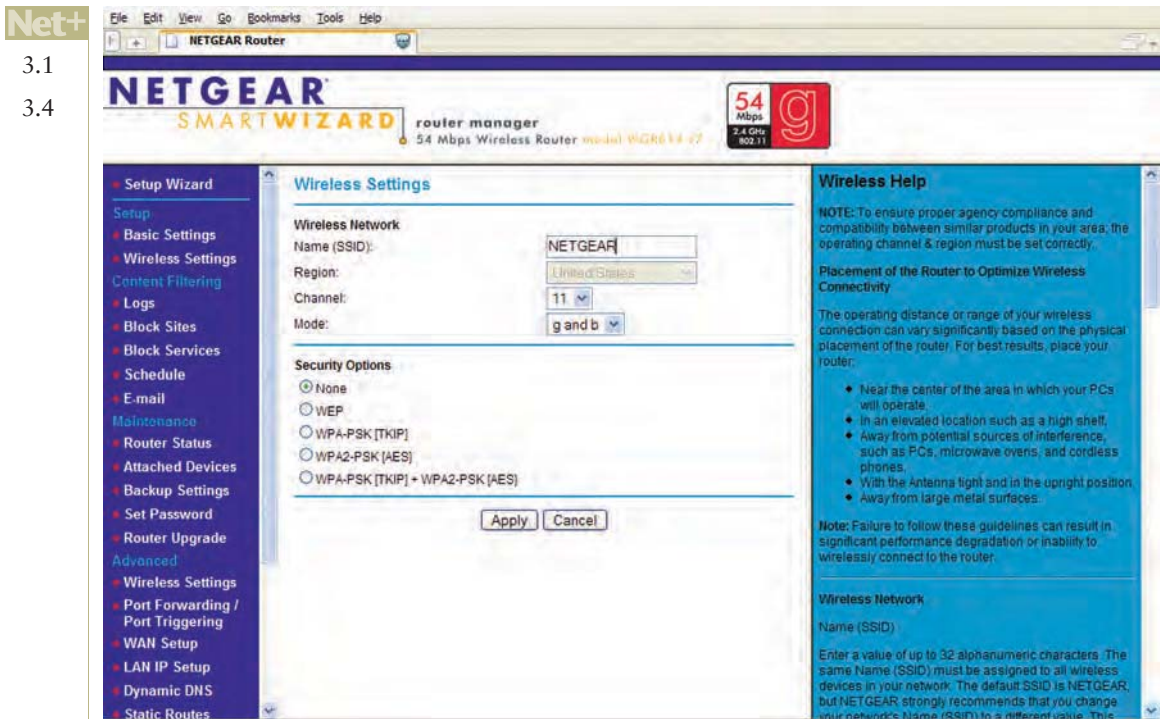 Net+
3.1
3.4
File Edit View Go Bookmarks Tools Help
NETGEAR Router
NETGEAR
SMARTWIZARD
router manager
54 Mbps Wireless Router model WGR614 v7
54
Mbps
2.4 GHz
802.11
g
Setup Wizard
Setup
Basic Settings
Wireless Settings
Content Filtering
Logs
Block Sites
Block Services
Schedule
E-mail
Maintenance
Router Status
Attached Devices
Backup Settings
Set Password
Router Upgrade
Advanced
Wireless Settings
Port Forwarding /
Port Triggering
WAN Setup
LAN IP Setup
Dynamic DNS
Static Routes
Wireless Settings
Wireless Network
Name (SSID): NETGEAR
Region: United States
Channel: 11
Mode: g and b
Security Options
None
WEP
WPA-PSK [TKIP]
WPA2-PSK [AES]
WPA-PSK [TKIP] + WPA2-PSK [AES]
Apply Cancel
Wireless Help
NOTE: To ensure proper agency compliance and
compatibility between similar products in your area; the
operating channel & region must be set correctly.
Placement of the Router to Optimize Wireless
Connectivity
The operating distance or range of your wireless
connection can vary significantly based on the physical
placement of the router. For best results, place your
router:
Near the center of the area in which your PCs
will operate,
In an elevated location such as a high shelf,
Away from potential sources of interference,
such as PCs, microwave ovens, and cordless
phones.
With the Antenna tight and in the upright position
Away from large metal surfaces.
Note: Failure to follow these guidelines can result in
significant performance degradation or inability to
wirelessly connect to the router.
Wireless Network
Name (SSID)
Enter a value of up to 32 alphanumeric characters. The
same Name (SSID) must be assigned to all wireless
devices in your network. The default SSID is NETGEAR,
but NETGEAR strongly recommends that you change
your network's Name (SSID) to a different value. This